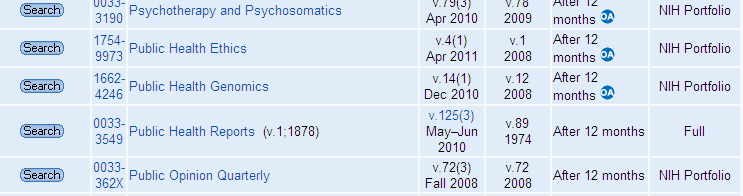 Search 0033- Psychotherapy and Psychosomatics v.79(3) v.78 After 12 NIH Portfolio
3190 Apr 2010 2009 months OA
Search 1754- Public Health Ethics v.4(1) v.1 After 12 NIH Portfolio
9973 Apr 2011 2008 months OA
Search 1662- Public Health Genomics v.14(1) v.12 After 12 NIH Portfolio
4246 Dec 2010 2008 months OA
Search 0033- Public Health Reports (v.1;1878) v.125(3) v.89 After 12 months Full
3549 May–Jun 1974
2010
Search 0033- Public Opinion Quarterly v.72(3) v.72 After 12 months NIH Portfolio
362X Fall 2008 2008